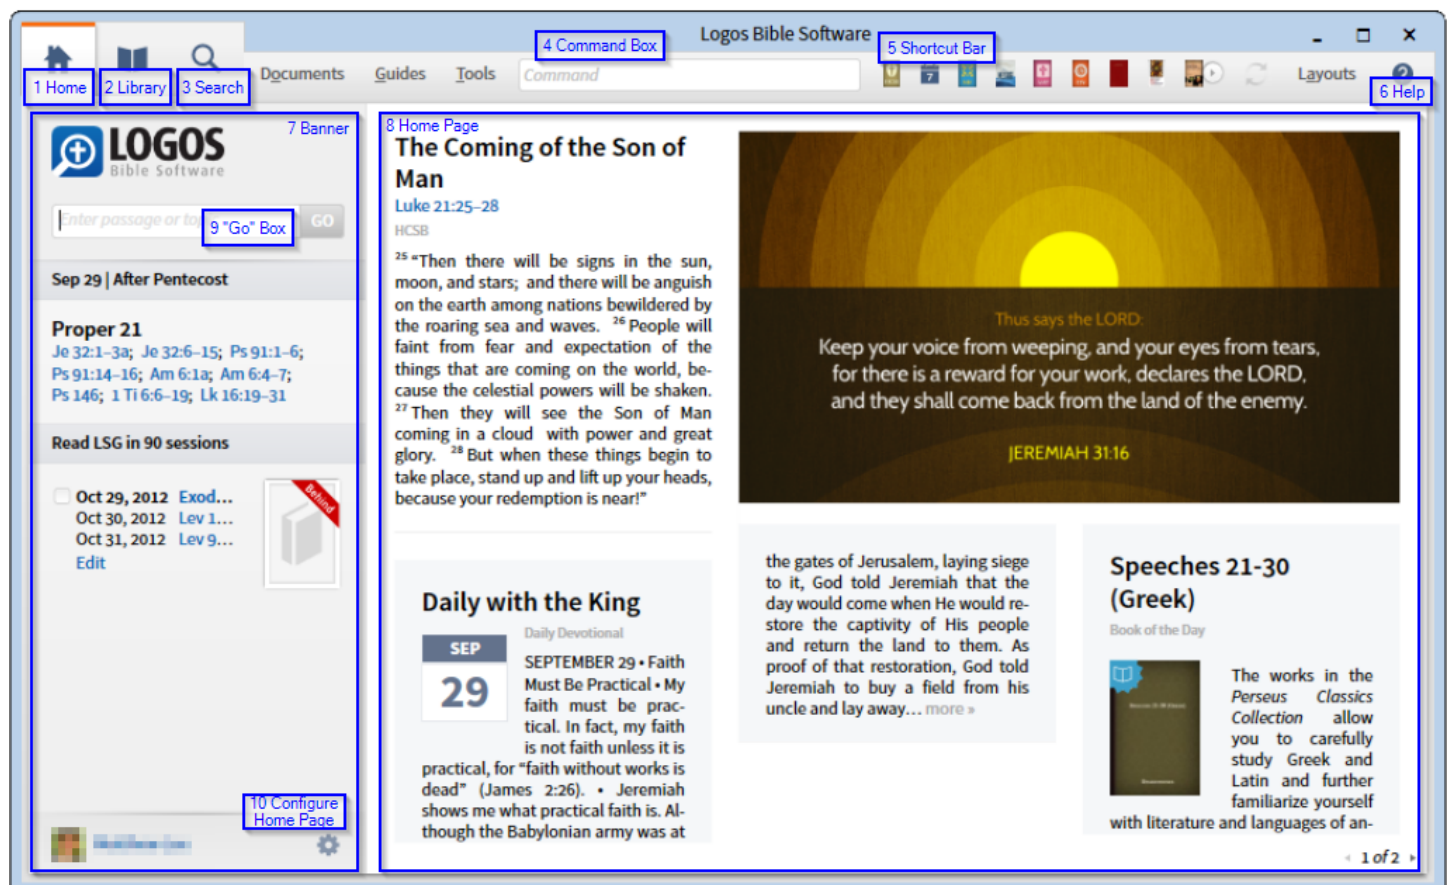 Logos Bible Software
4 Command Box
5 Shortcut Bar
Documents
Guides
Tools
Command
7
Layouts
1 Home
2 Library
3 Search
6 Help
7 Banner
LOGOS
Bible Software
Enter passage or to
GO
9 "Go" Box
Sep 29 | After Pentecost
Proper 21
Je 32:1–3a; Je 32:6–15; Ps 91:1–6;
Ps 91:14–16; Am 6:1a; Am 6:4–7;
Ps 146; 1 Ti 6:6–19; Lk 16:19–31
Read LSG in 90 sessions
Oct 29, 2012 Exod...
Oct 30, 2012 Lev 1...
Oct 31, 2012 Lev 9...
Edit
Behind
10 Configure
Home Page
8 Home Page
The Coming of the Son of
Man
Luke 21:25–28
HCSB
25 “Then there will be signs in the sun,
moon, and stars; and there will be anguish
on the earth among nations bewildered by
the roaring sea and waves. 26 People will
faint from fear and expectation of the
things that are coming on the world, be-
cause the celestial powers will be shaken.
27 Then they will see the Son of Man
coming in a cloud with power and great
glory. 28 But when these things begin to
take place, stand up and lift up your heads,
because your redemption is near!”
Thus says the LORD:
Keep your voice from weeping, and your eyes from tears,
for there is a reward for your work, declares the LORD,
and they shall come back from the land of the enemy.
JEREMIAH 31:16
Daily with the King
Daily Devotional
SEP
29
SEPTEMBER 29 • Faith
Must Be Practical • My
faith must be prac-
tical. In fact, my faith
is not faith unless it is
practical, for “faith without works is
dead” (James 2:26). • Jeremiah
shows me what practical faith is. Al-
though the Babylonian army was at
the gates of Jerusalem, laying siege
to it, God told Jeremiah that the
day would come when He would re-
store the captivity of His people
and return the land to them. As
proof of that restoration, God told
Jeremiah to buy a field from his
uncle and lay away... more »
Speeches 21-30
(Greek)
Book of the Day
The works in the
Perseus Classics
Collection allow
you to carefully
study Greek and
Latin and further
familiarize yourself
with literature and languages of an-
1 of 2